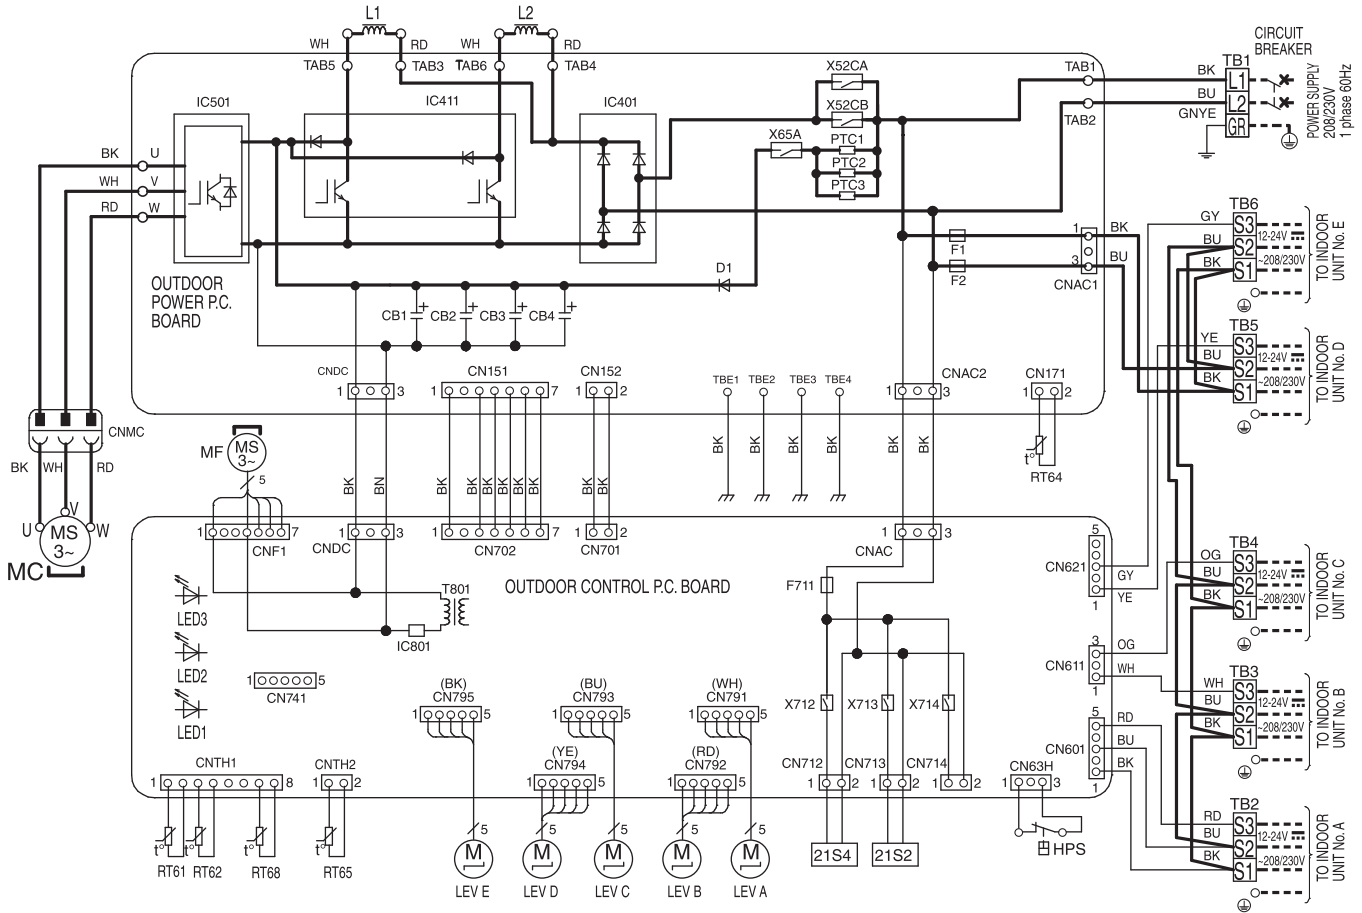 L1
L2
CIRCUIT
BREAKER
WH
RD
WH
RD
TAB5
TAB3
TAB6
TAB4
X52CA
TAB1
TB1
BK
L1
BU
L2
GNYE
GR
TAB2
POWER SUPPLY
208/230V
1 phase 60Hz
IC501
IC411
IC401
X52CB
X65A
PTC1
PTC2
PTC3
BK
U
WH
V
RD
W
OUTDOOR
POWER P.C.
BOARD
D1
F1
F2
1
3
CNAC1
BK
BU
CB1
+
CB2
+
CB3
+
CB4
+
TB6
GY
S3
12-24V
BU
S2
BK
~208/230V
S1
TO INDOOR
UNIT No. E
TB5
YE
S3
12-24V
BU
S2
BK
~208/230V
S1
TO INDOOR
UNIT No. D
CNDC
1
3
CN151
1
7
CN152
1
2
TBE1
TBE2
TBE3
TBE4
CNAC2
1
3
CN171
1
2
t°
RT64
CNMC
BK
WH
RD
U
V
W
MS
3~
MC
MF
MS
3~
5
BK
BN
BK
BK
BK
BK
BK
BK
BK
BK
BK
BK
BK
BK
BK
BK
1
7
CNF1
1
3
CNDC
1
7
CN702
1
2
CN701
1
3
CNAC
5
CN621
1
GY
YE
OUTDOOR CONTROL P.C. BOARD
F711
T801
IC801
LED3
LED2
LED1
1
5
CN741
3
CN611
1
OG
WH
5
CN601
1
RD
BU
BK
TB4
OG
S3
12-24V
BU
S2
BK
~208/230V
S1
TO INDOOR
UNIT No. C
TB3
WH
S3
12-24V
BU
S2
BK
~208/230V
S1
TO INDOOR
UNIT No. B
TB2
RD
S3
12-24V
BU
S2
BK
~208/230V
S1
TO INDOOR
UNIT No. A
(BK)
CN795
1
5
(BU)
CN793
1
5
(WH)
CN791
1
5
X712
X713
X714
(YE)
CN794
1
5
(RD)
CN792
1
5
CN712
1
2
CN713
1
2
CN714
1
2
CN63H
1
3
CNTH1
1
8
CNTH2
1
2
t°
t°
t°
t°
RT61
RT62
RT68
RT65
5
M
LEV E
5
M
LEV D
5
M
LEV C
5
M
LEV B
5
M
LEV A
21S4
21S2
HPS